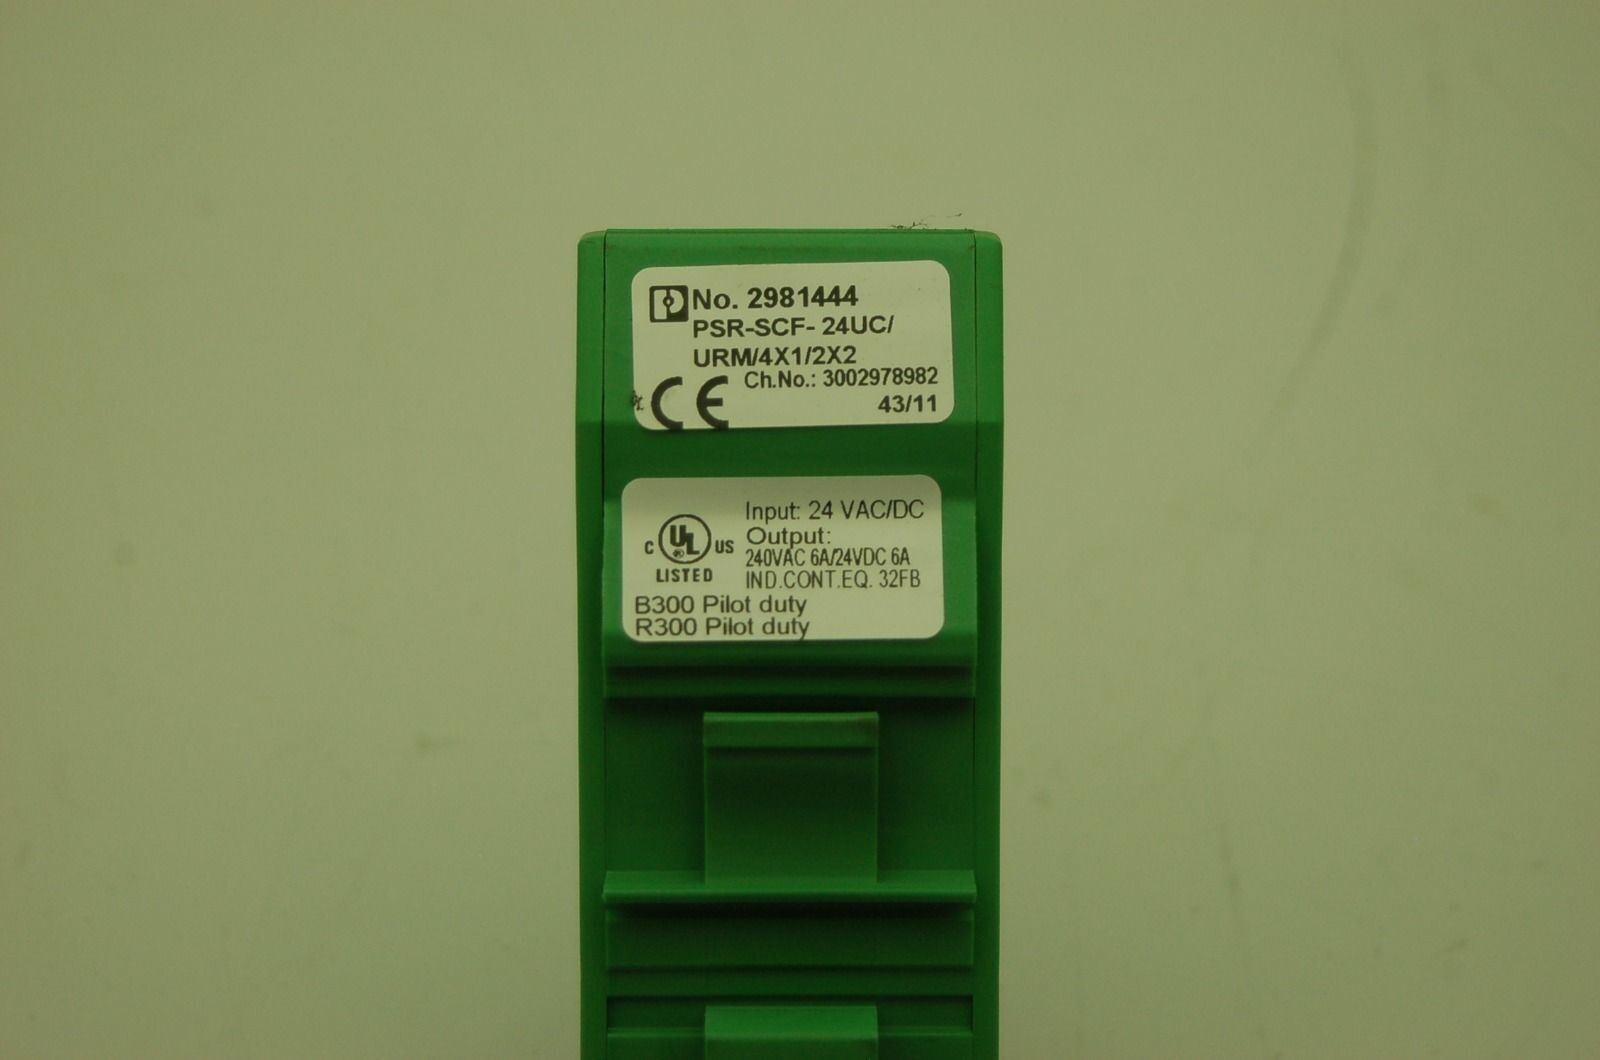 No. 2981444
PSR-SCF- 24UC/
URM/4X1/2X2
Ch.No.: 3002978982
CE
43/11
Input: 24 VAC/DC
Output:
C UL ® US
240VAC 6A/24VDC 6A
LISTED
IND.CONT.EQ. 32FB
B300 Pilot duty
R300 Pilot duty